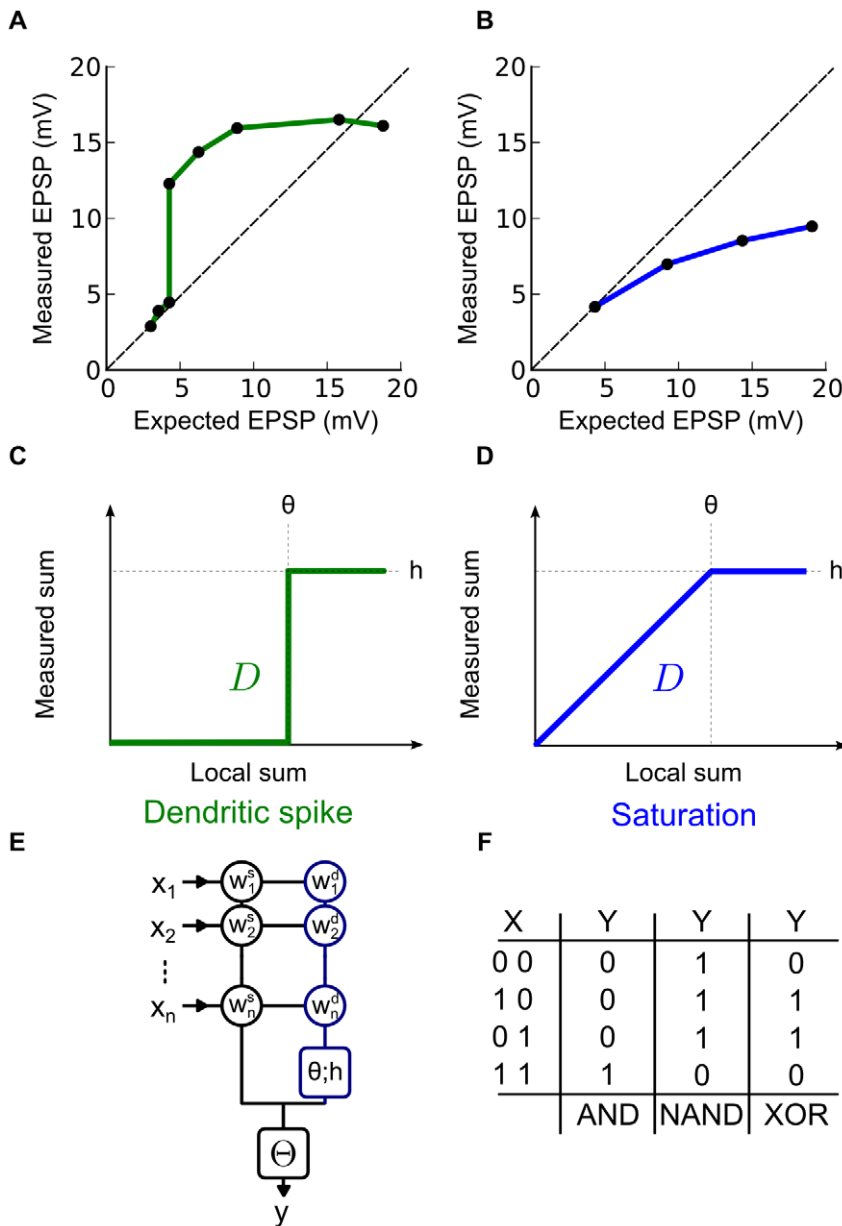 A
B
20
15
10
5
0
0 5 10 15 20
Measured EPSP (mV)
Expected EPSP (mV)
20
15
10
5
0
0 5 10 15 20
Measured EPSP (mV)
Expected EPSP (mV)
C
D
θ
h
D
Measured sum
Local sum
Dendritic spike
θ
h
D
Measured sum
Local sum
Saturation
E
x₁ w₁ˢ w₁ᵈ
x₂ w₂ˢ w₂ᵈ
xₙ wₙˢ wₙᵈ
θ;h
Θ
y
F
X Y Y Y
0 0 0 1 0
1 0 0 1 1
0 1 0 1 1
1 1 1 0 0
AND NAND XOR